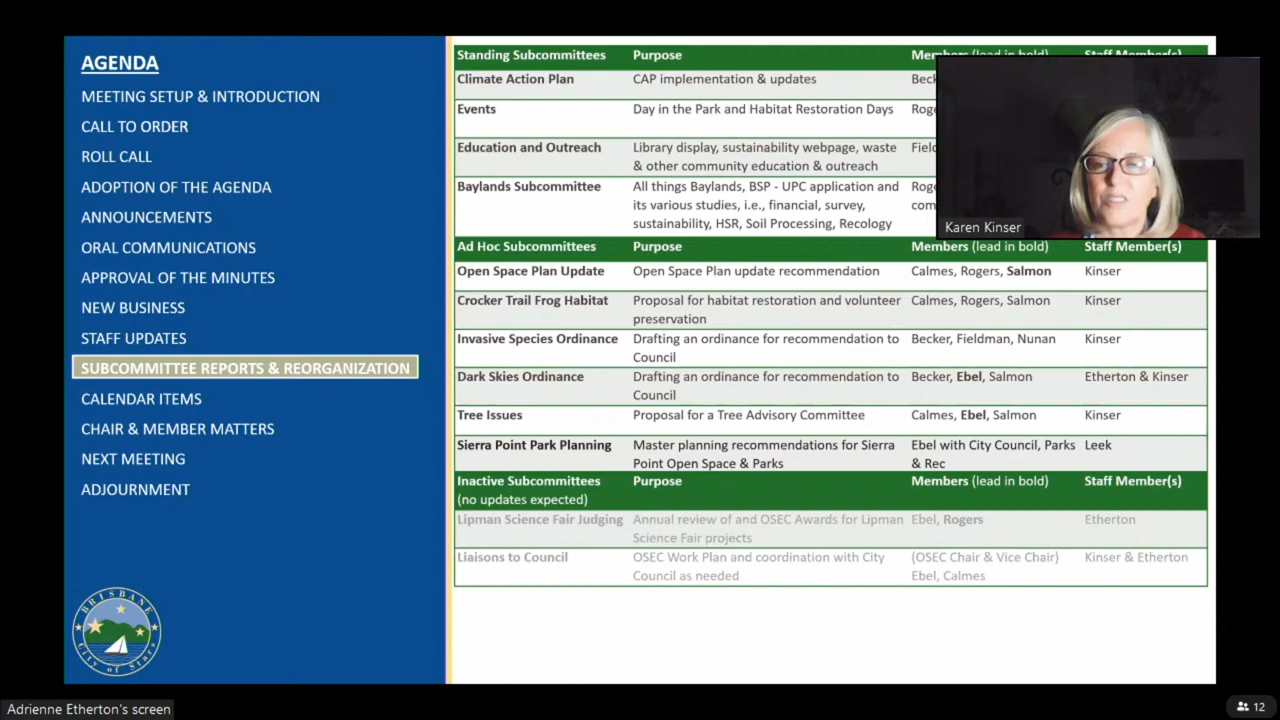 AGENDA
MEETING SETUP & INTRODUCTION
CALL TO ORDER
ROLL CALL
ADOPTION OF THE AGENDA
ANNOUNCEMENTS
ORAL COMMUNICATIONS
APPROVAL OF THE MINUTES
NEW BUSINESS
STAFF UPDATES
SUBCOMMITTEE REPORTS & REORGANIZATION
CALENDAR ITEMS
CHAIR & MEMBER MATTERS
NEXT MEETING
ADJOURNMENT
BRISBANE
City of Stars
Standing Subcommittees Purpose Members (lead in bold) Staff Member(s)
Climate Action Plan CAP implementation & updates
Events Day in the Park and Habitat Restoration Days
Education and Outreach Library display, sustainability webpage, waste
& other community education & outreach
Baylands Subcommittee All things Baylands, BSP - UPC application and
its various studies, i.e., financial, survey,
sustainability, HSR, Soil Processing, Recology
Karen Kinser
Ad Hoc Subcommittees Purpose Members (lead in bold) Staff Member(s)
Open Space Plan Update Open Space Plan update recommendation Calmes, Rogers, Salmon Kinser
Crocker Trail Frog Habitat Proposal for habitat restoration and volunteer Calmes, Rogers, Salmon Kinser
preservation
Invasive Species Ordinance Drafting an ordinance for recommendation to Becker, Fieldman, Nunan Kinser
Council
Dark Skies Ordinance Drafting an ordinance for recommendation to Becker, Ebel, Salmon Etherton & Kinser
Council
Tree Issues Proposal for a Tree Advisory Committee Calmes, Ebel, Salmon Kinser
Sierra Point Park Planning Master planning recommendations for Sierra Ebel with City Council, Parks Leek
Point Open Space & Parks & Rec
Inactive Subcommittees Purpose Members (lead in bold) Staff Member(s)
(no updates expected)
Lipman Science Fair Judging Annual review of and OSEC Awards for Lipman Ebel, Rogers Etherton
Science Fair projects
Liaisons to Council OSEC Work Plan and coordination with City (OSEC Chair & Vice Chair) Kinser & Etherton
Council as needed Ebel, Calmes
Adrienne Etherton's screen
12